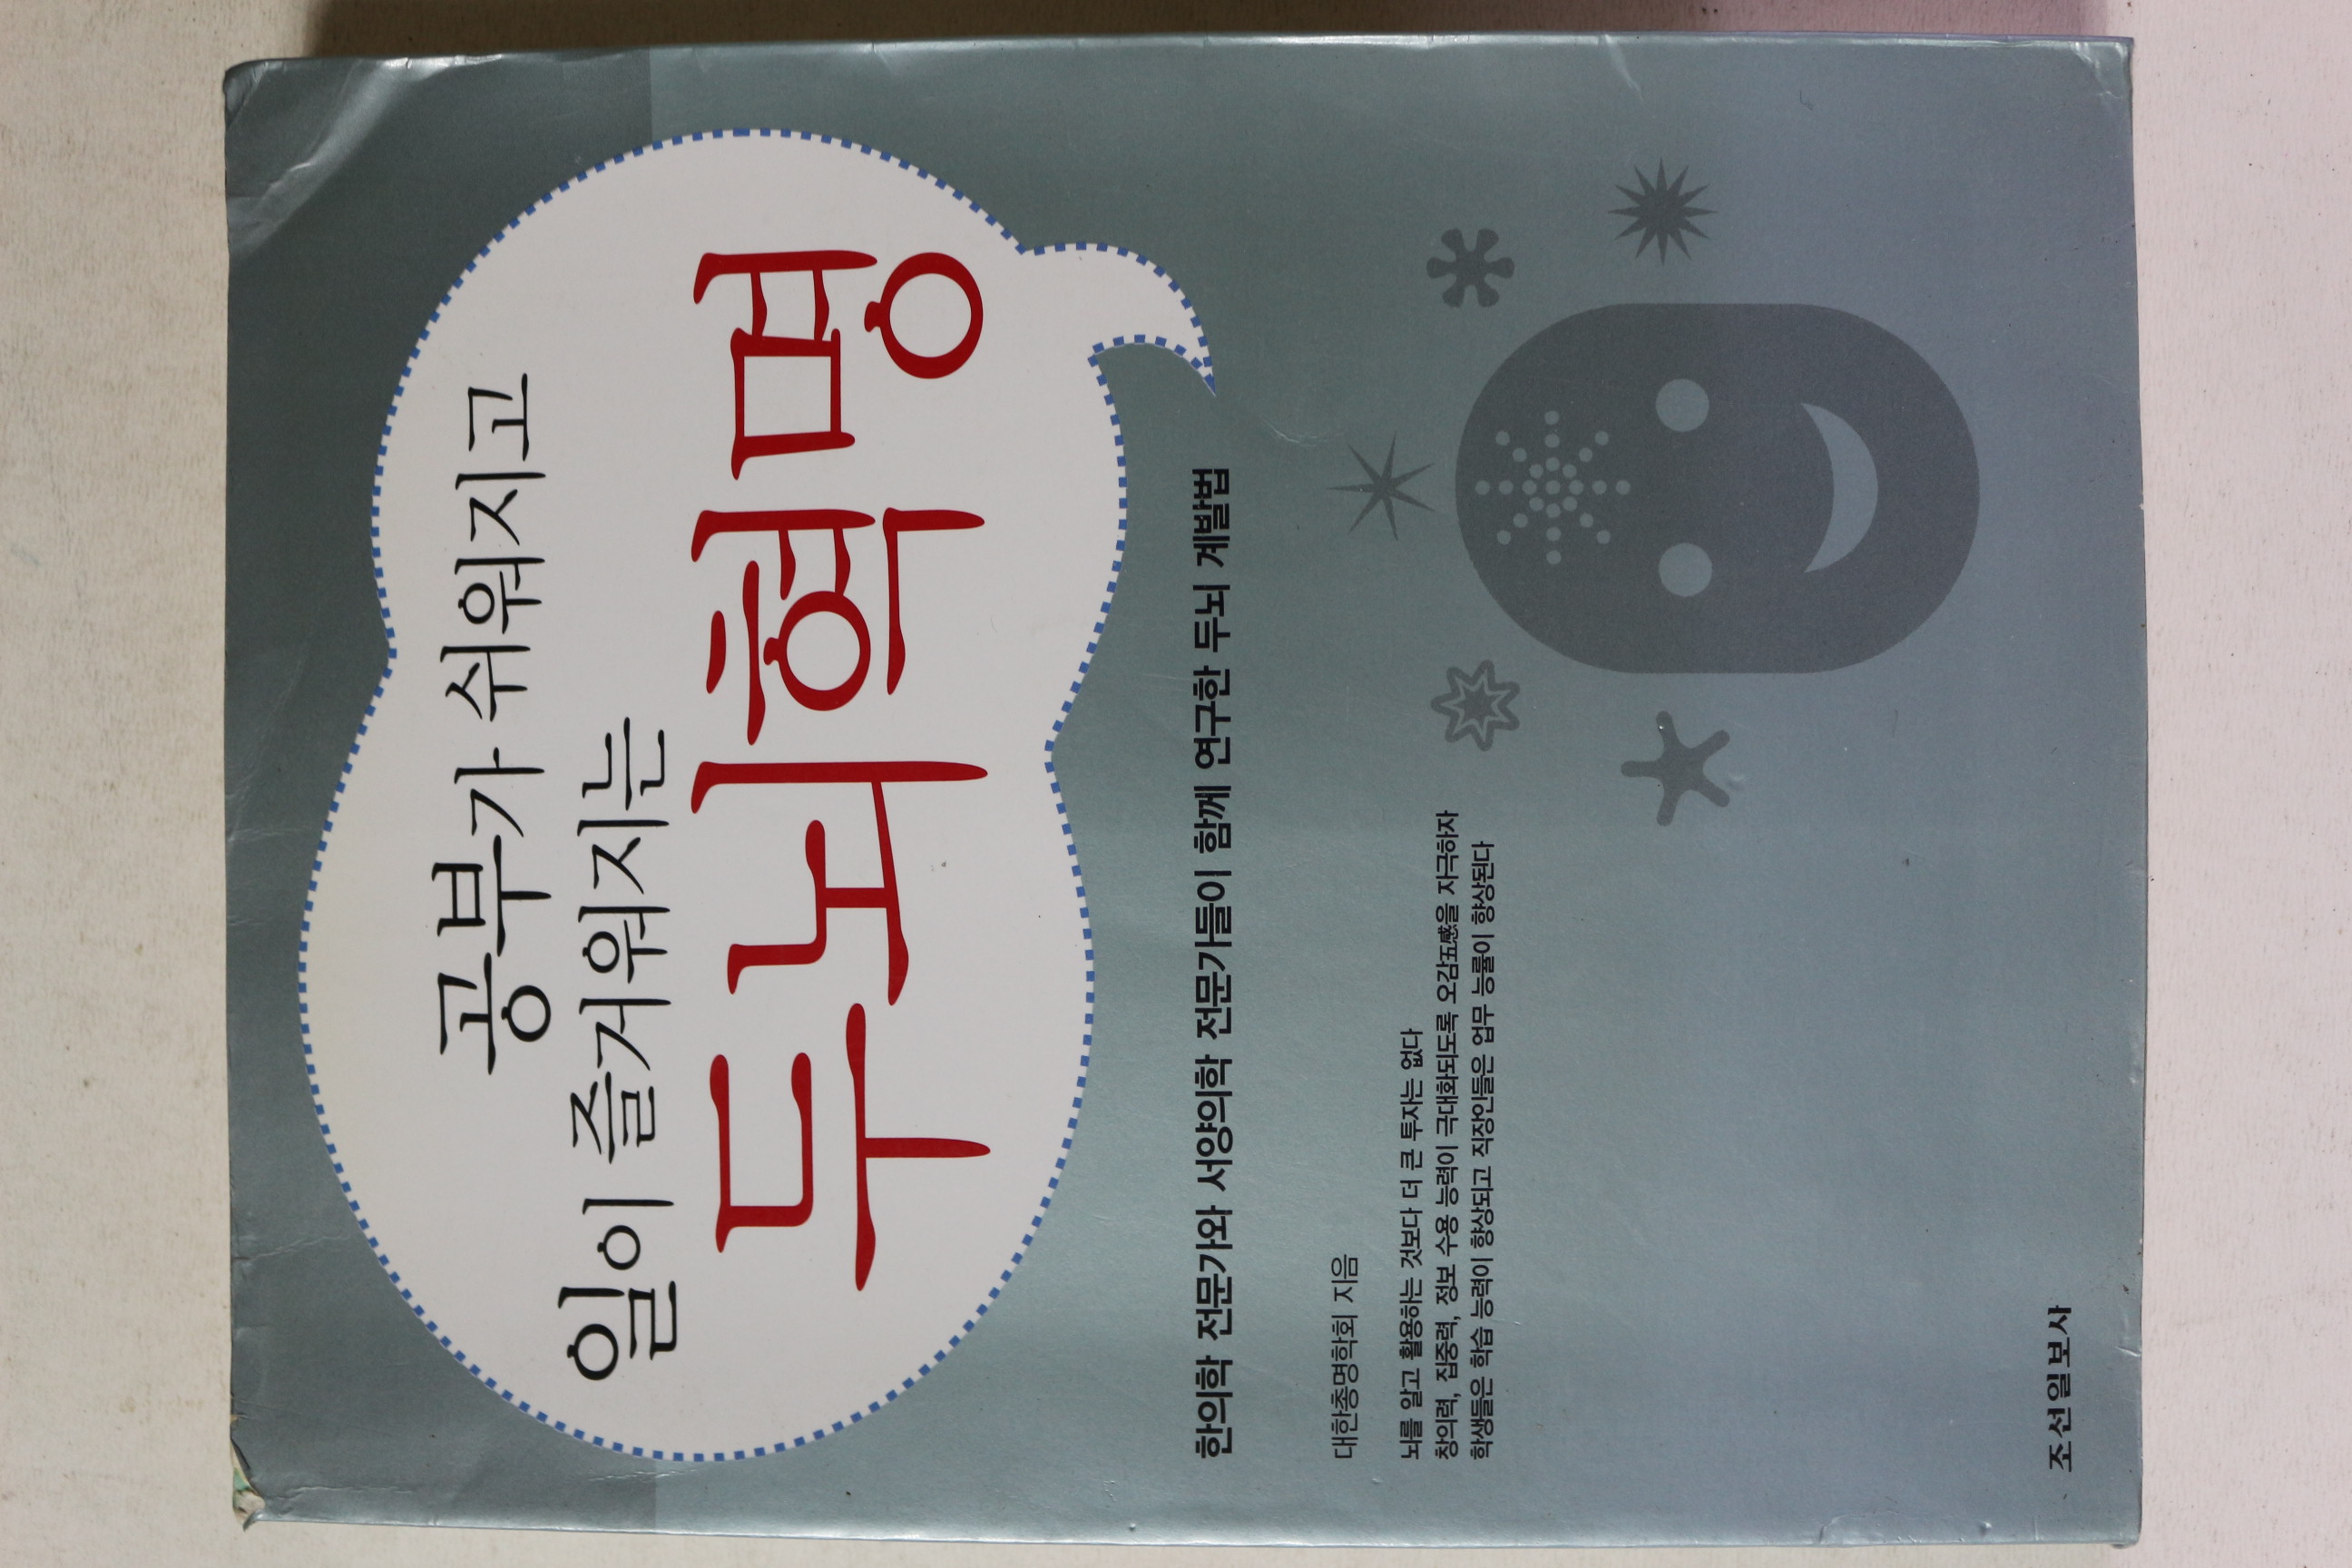 공부가 쉬워지고
일이 즐거워지는
두뇌혁명
한의학 전문가와 서양의학 전문가들이 함께 연구한 두뇌 계발법
대한총명학회 지음
뇌를 알고 활용하는 것보다 더 큰 투자는 없다
창의력, 집중력, 정보 수용 능력이 극대화되도록 오감五感을 자극하자
학생들은 학습 능력이 향상되고 직장인들은 업무 능률이 향상된다
조선일보사